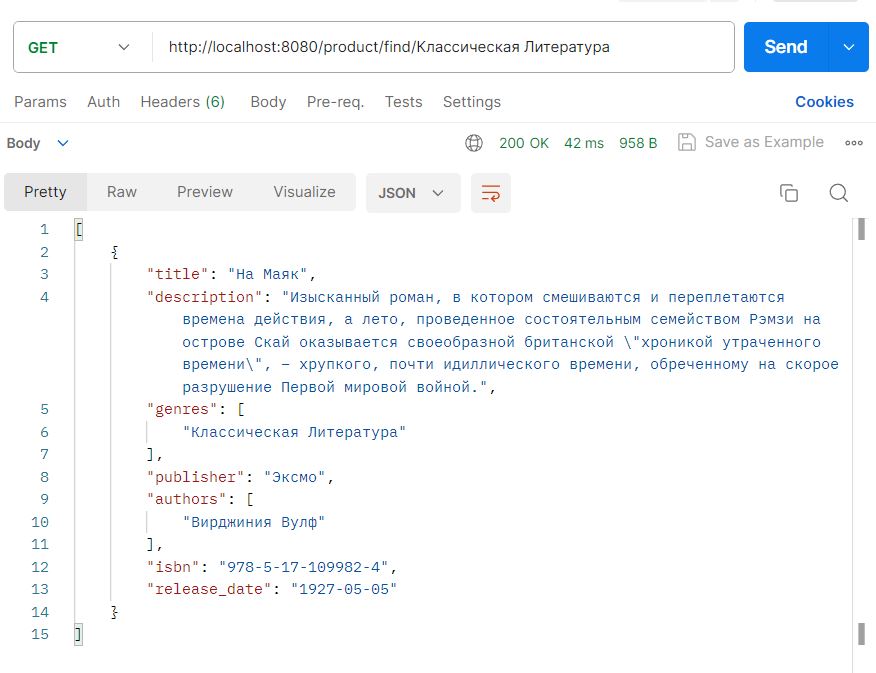 GET http://localhost:8080/product/find/Классическая Литература Send
Params Auth Headers (6) Body Pre-req. Tests Settings Cookies
Body 200 OK 42 ms 958 B Save as Example
Pretty Raw Preview Visualize JSON
1 [
2 {
3 "title": "На Маяк",
4 "description": "Изысканный роман, в котором смешиваются и переплетаются
времена действия, а лето, проведенное состоятельным семейством Рэмзи на
острове Скай оказывается своеобразной британской \"хроникой утраченного
времени\", – хрупкого, почти идиллического времени, обреченному на скорое
разрушение Первой мировой войной.",
5 "genres": [
6 "Классическая Литература"
7 ],
8 "publisher": "Эксмо",
9 "authors": [
10 "Вирджиния Вулф"
11 ],
12 "isbn": "978-5-17-109982-4",
13 "release_date": "1927-05-05"
14 }
15 ]